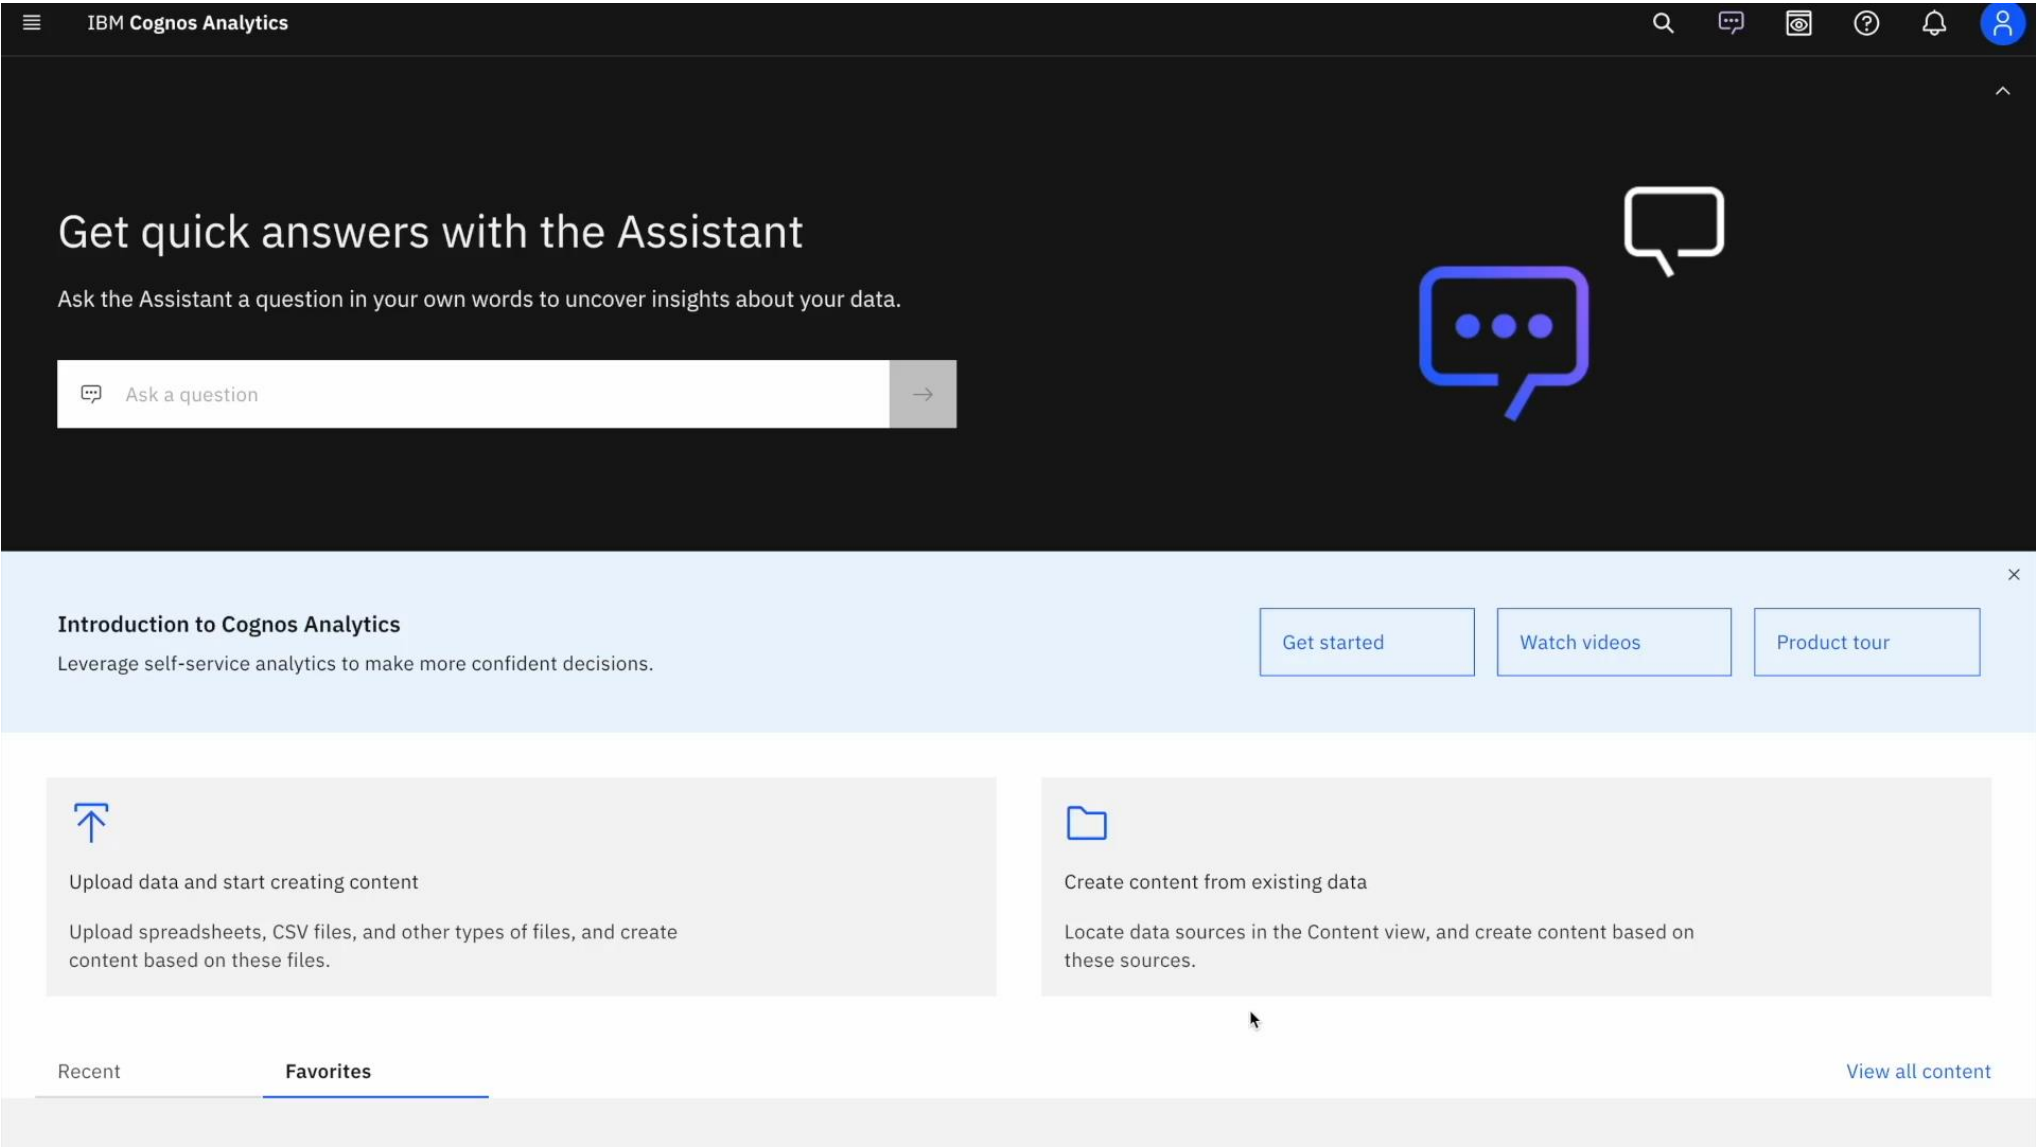 IBM Cognos Analytics
Get quick answers with the Assistant
Ask the Assistant a question in your own words to uncover insights about your data.
Ask a question
Introduction to Cognos Analytics
Leverage self-service analytics to make more confident decisions.
Get started
Watch videos
Product tour
Upload data and start creating content
Upload spreadsheets, CSV files, and other types of files, and create
content based on these files.
Create content from existing data
Locate data sources in the Content view, and create content based on
these sources.
Recent
Favorites
View all content